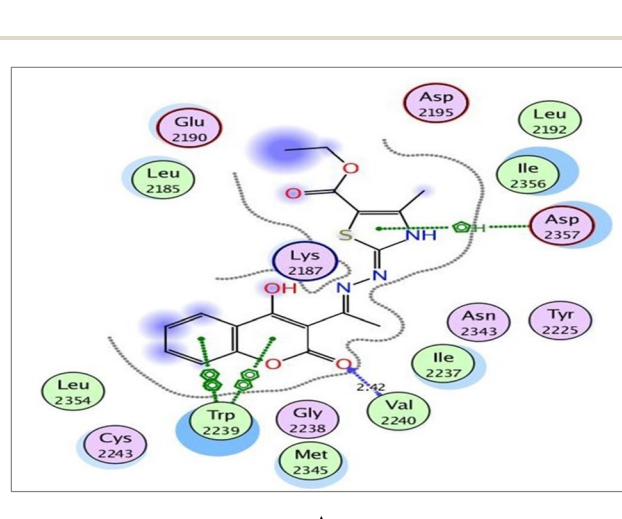 Asp
2195
Leu
2192
Glu
2190
Leu
2185
Ile
2356
O
O
Asp
2357
H
S
NH
Lys
2187
N
N
OH
Asn
2343
Tyr
2225
Ile
2237
O
O
2.42
Leu
2354
Val
2240
Trp
2239
Gly
2238
Cys
2243
Met
2345